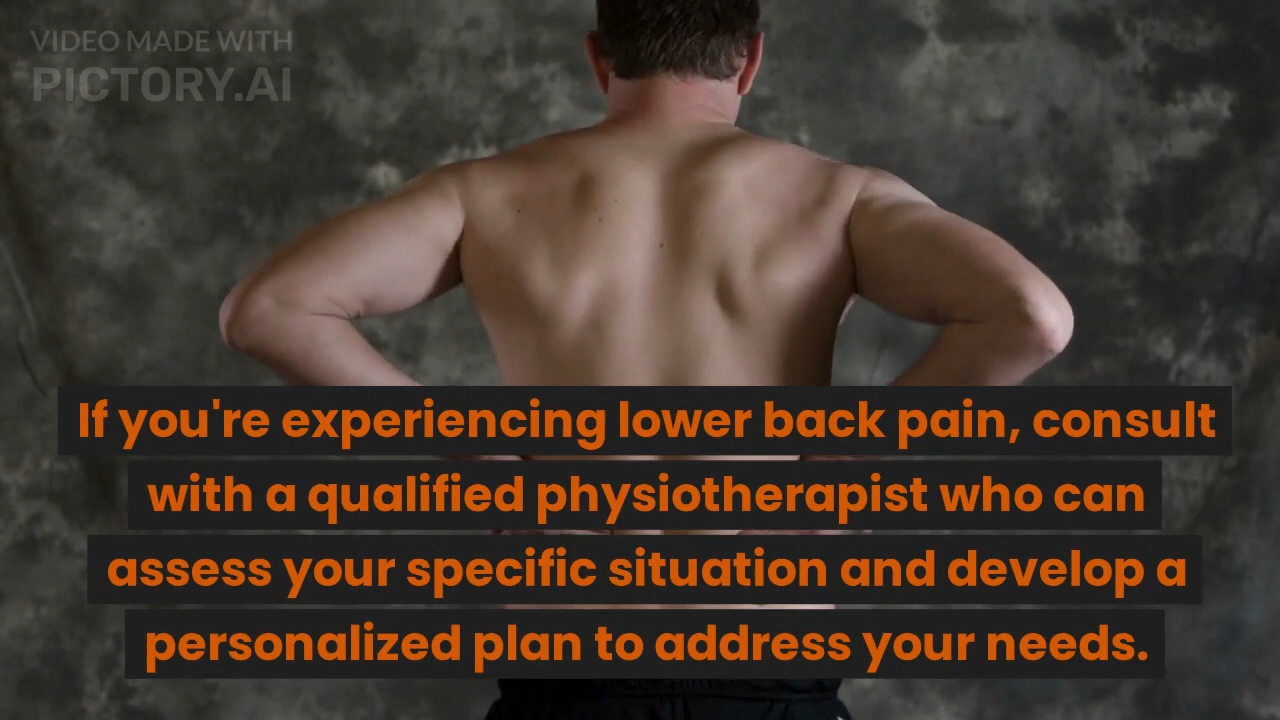 VIDEO MADE WITH
PICTORY.AI
If you're experiencing lower back pain, consult
with a qualified physiotherapist who can
assess your specific situation and develop a
personalized plan to address your needs.